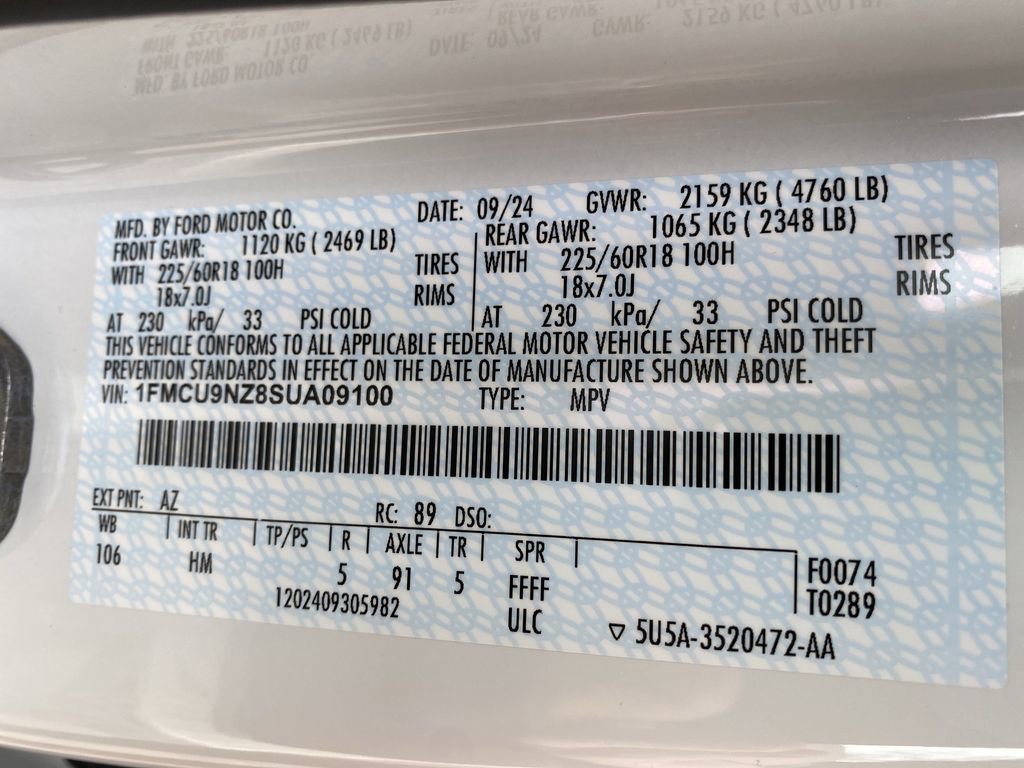 MFD. BY FORD MOTOR CO. DATE: 09/24 GVWR: 2159 KG ( 4760 LB)
FRONT GAWR: 1120 KG ( 2469 LB) REAR GAWR: 1065 KG ( 2348 LB)
WITH 225/60R18 100H TIRES WITH 225/60R18 100H TIRES
18x7.0J RIMS 18x7.0J RIMS
AT 230 kPa/ 33 PSI COLD AT 230 kPa/ 33 PSI COLD
THIS VEHICLE CONFORMS TO ALL APPLICABLE FEDERAL MOTOR VEHICLE SAFETY AND THEFT
PREVENTION STANDARDS IN EFFECT ON THE DATE OF MANUFACTURE SHOWN ABOVE.
VIN: 1FMCU9NZ8SUA09100 TYPE: MPV
EXT PNT: AZ RC: 89 DSO:
WB INT TR TP/PS R AXLE TR SPR
106 HM 5 91 5 FFFF F0074
1202409305982 ULC T0289
5U5A-3520472-AA